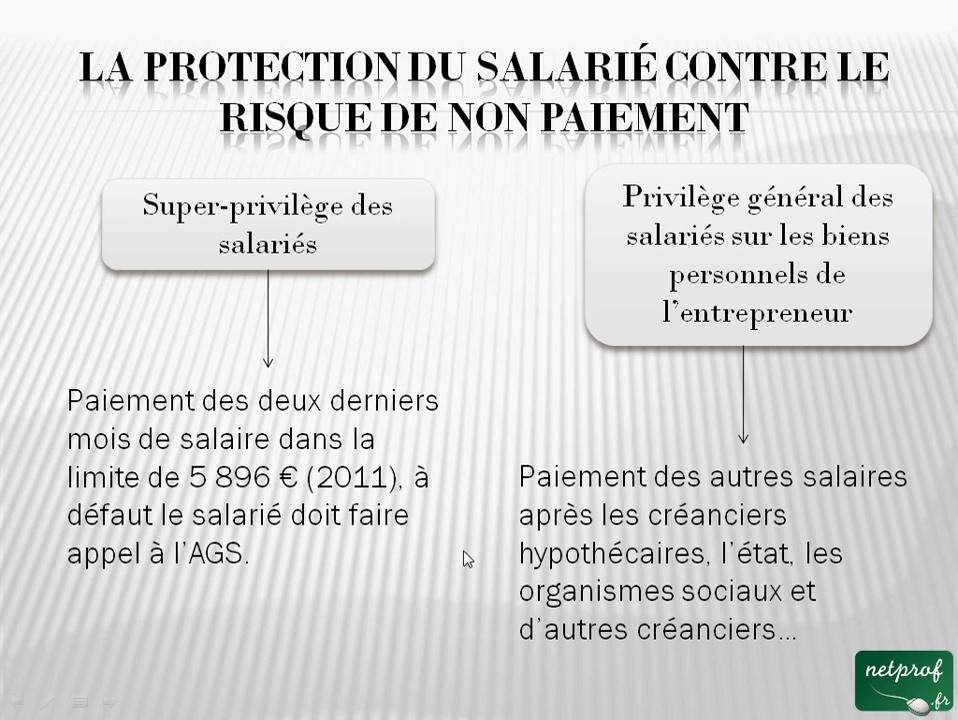 LA PROTECTION DU SALARIÉ CONTRE LE
RISQUE DE NON PAIEMENT
Super-privilège des
salariés
Paiement des deux derniers
mois de salaire dans la
limite de 5 896 € (2011), à
défaut le salarié doit faire
appel à l’AGS.
Privilège général des
salariés sur les biens
personnels de
l’entrepreneur
Paiement des autres salaires
après les créanciers
hypothécaires, l’état, les
organismes sociaux et
d’autres créanciers…
netprof
.fr